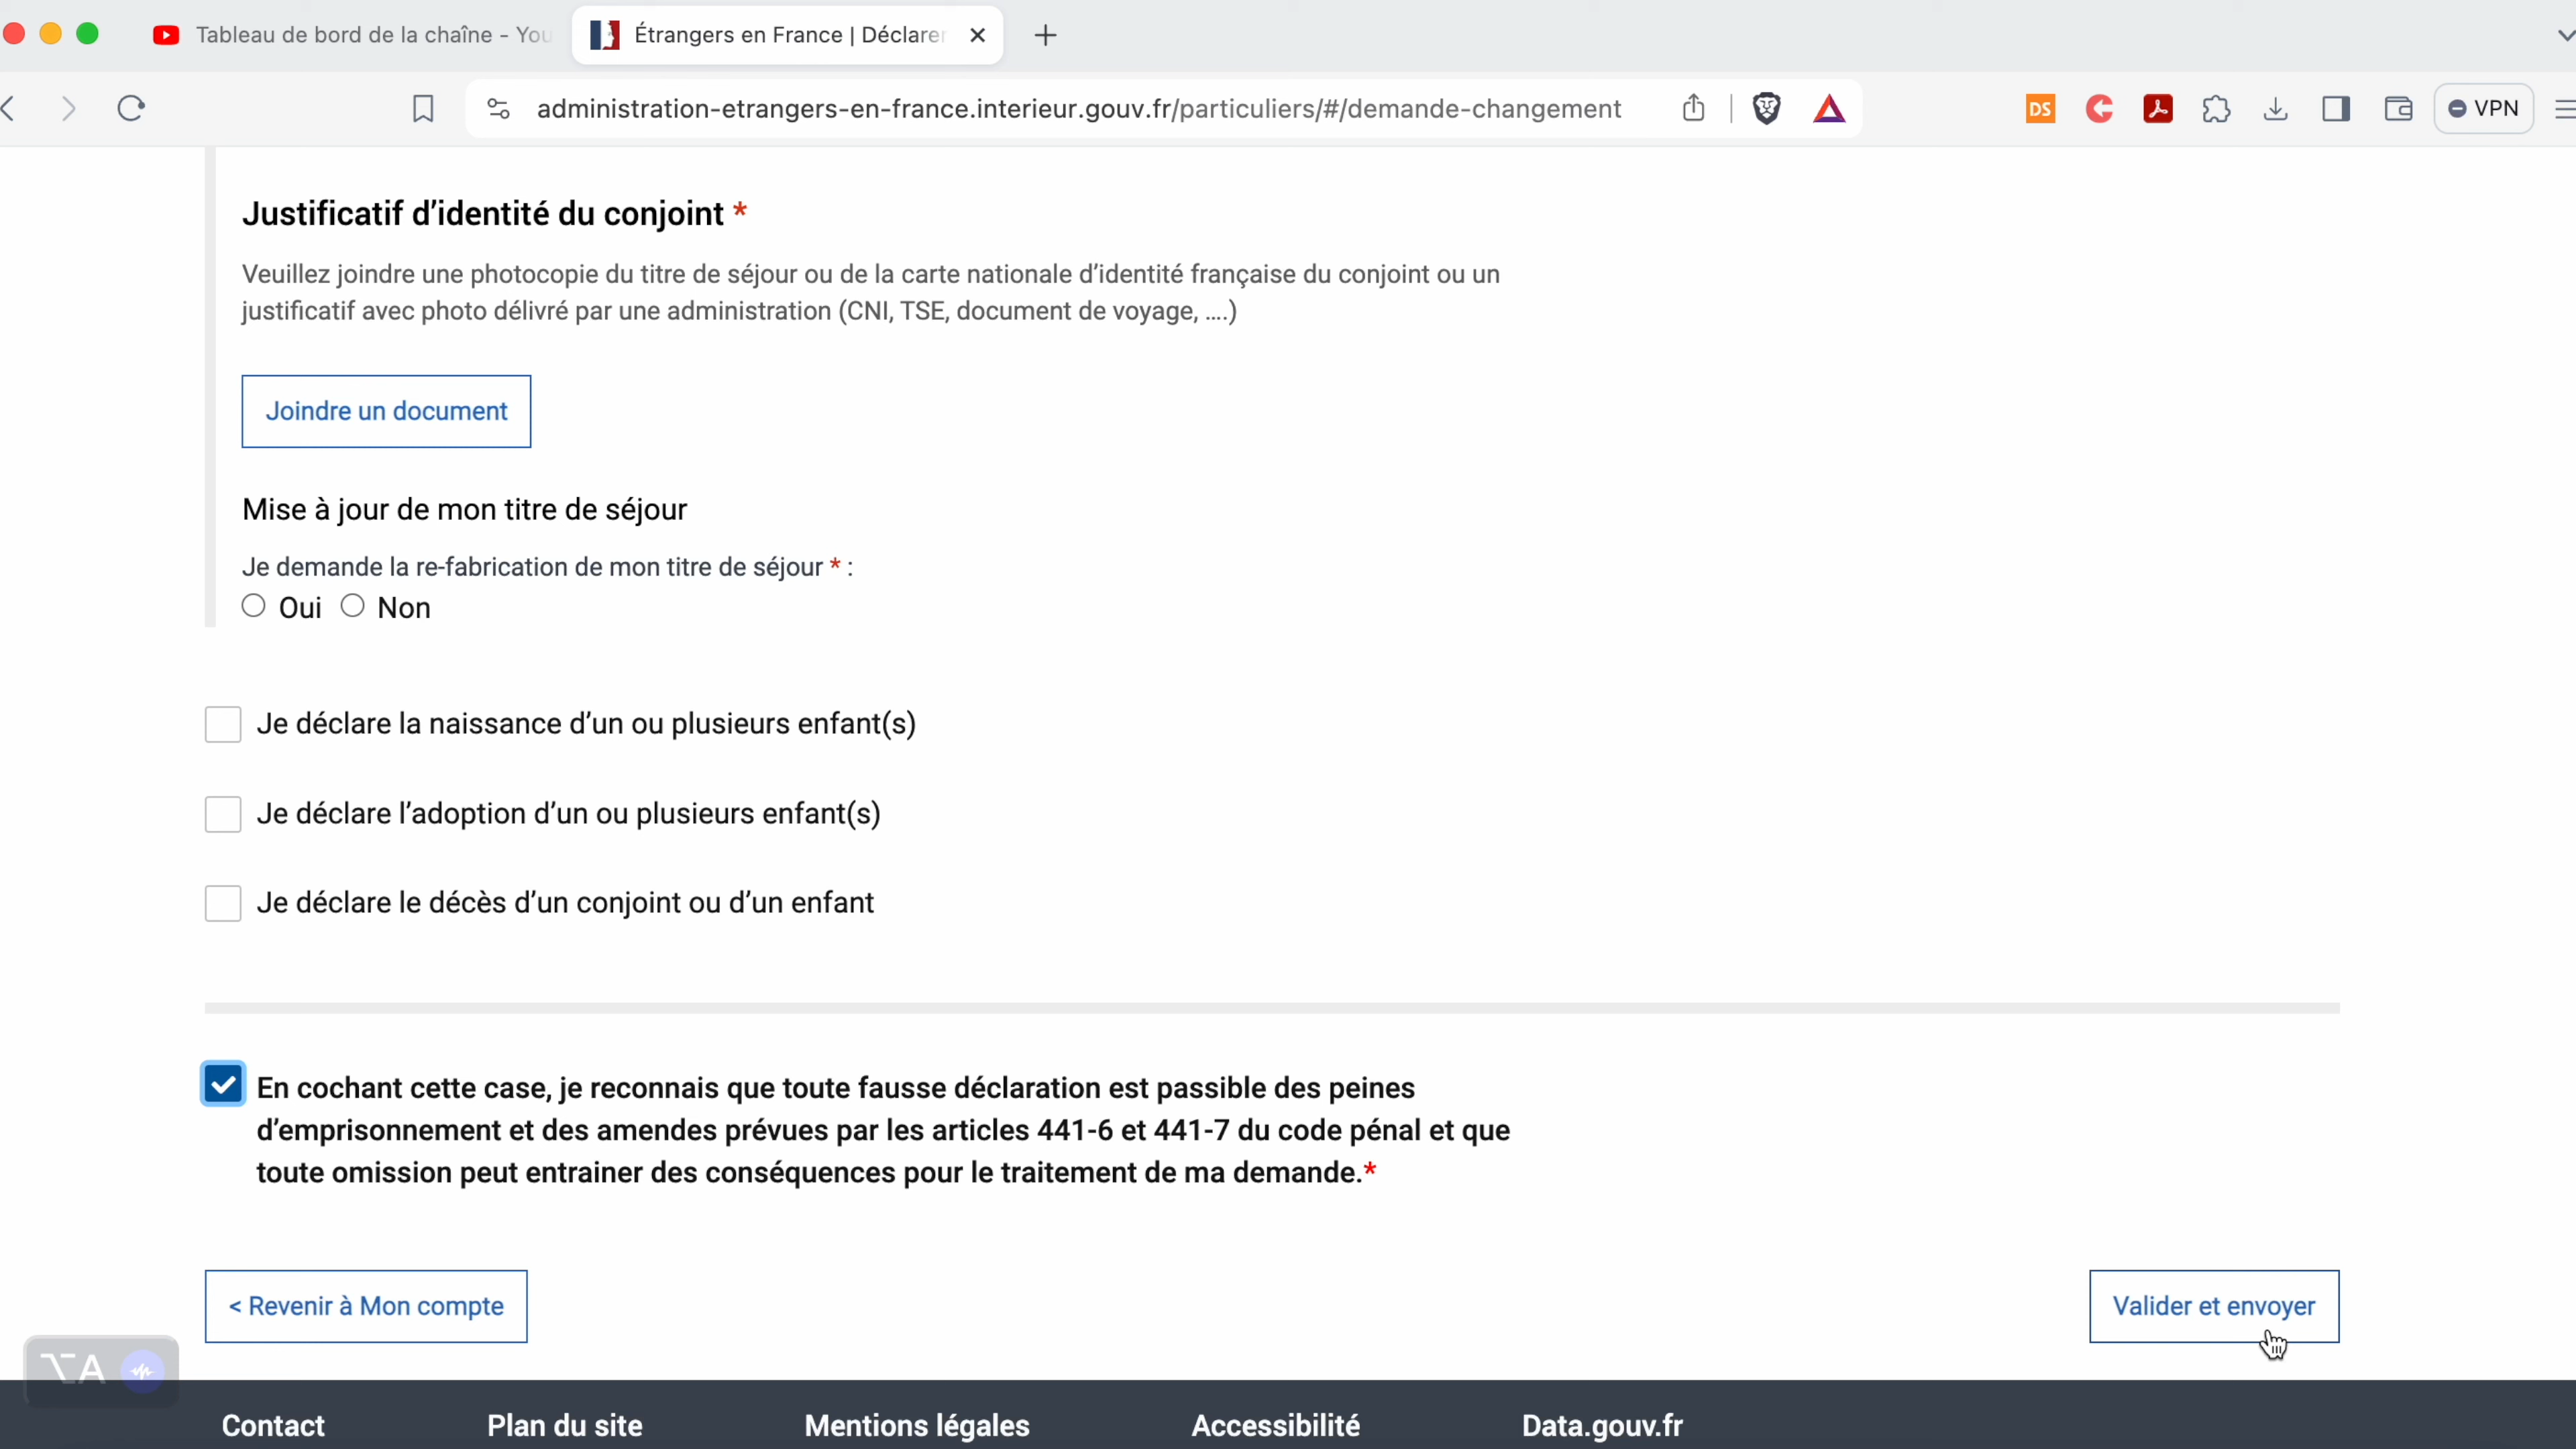 Tableau de bord de la chaîne - You
Étrangers en France | Déclarer
administration-etrangers-en-france.interieur.gouv.fr/particuliers/#/demande-changement
DS
VPN
Justificatif d’identité du conjoint *
Veuillez joindre une photocopie du titre de séjour ou de la carte nationale d’identité française du conjoint ou un
justificatif avec photo délivré par une administration (CNI, TSE, document de voyage, ....)
Joindre un document
Mise à jour de mon titre de séjour
Je demande la re-fabrication de mon titre de séjour * :
Oui Non
Je déclare la naissance d’un ou plusieurs enfant(s)
Je déclare l’adoption d’un ou plusieurs enfant(s)
Je déclare le décès d’un conjoint ou d’un enfant
En cochant cette case, je reconnais que toute fausse déclaration est passible des peines
d’emprisonnement et des amendes prévues par les articles 441-6 et 441-7 du code pénal et que
toute omission peut entrainer des conséquences pour le traitement de ma demande.*
< Revenir à Mon compte
Valider et envoyer
⌥A
Contact Plan du site Mentions légales Accessibilité Data.gouv.fr